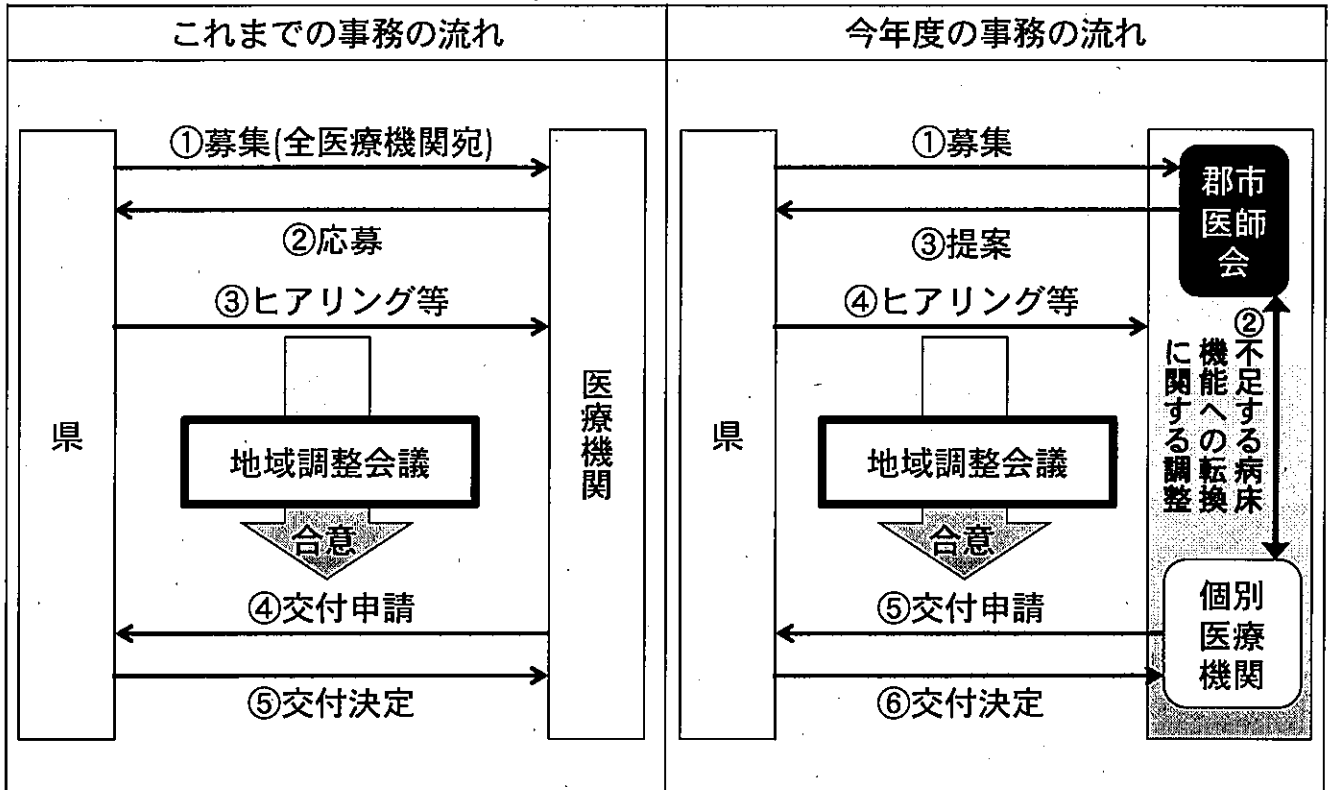 これまでの事務の流れ
県
①募集(全医療機関宛)
②応募
③ヒアリング等
地域調整会議
合意
④交付申請
⑤交付決定
医療機関
今年度の事務の流れ
県
①募集
③提案
④ヒアリング等
地域調整会議
合意
⑤交付申請
⑥交付決定
郡市
医師
会
②不足する病床
機能への転換
に関する調整
個別
医療
機関